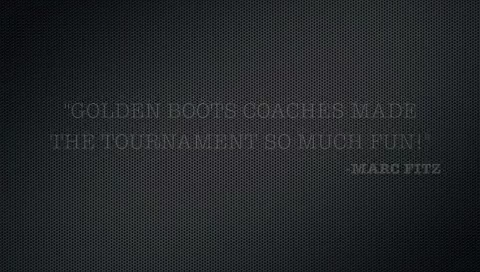 "GOLDEN BOOTS COACHES MADE
THE TOURNAMENT SO MUCH FUN!"
-MARC FITZ